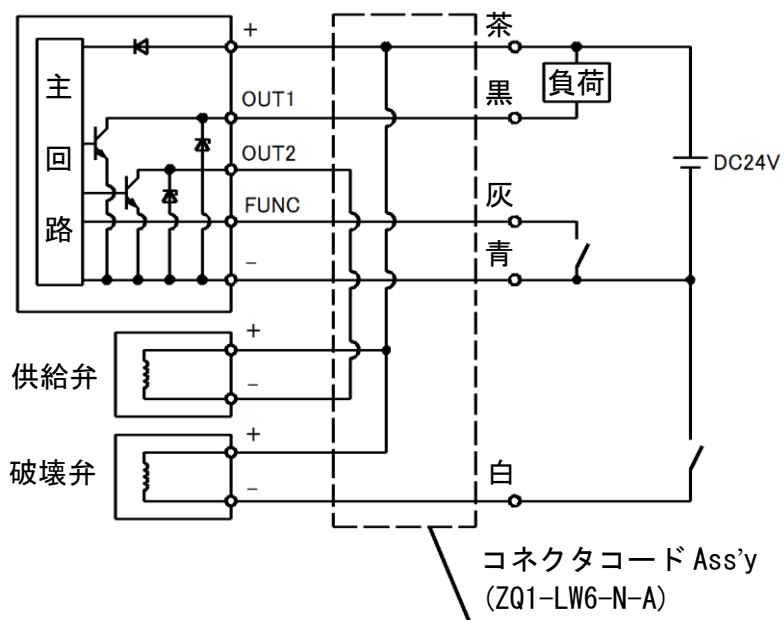 主
回
路
+
OUT1
OUT2
FUNC
-
茶
黒
負荷
DC24V
灰
青
供給弁
+
-
破壊弁
+
-
白
コネクタコード Ass'y
(ZQ1-LW6-N-A)